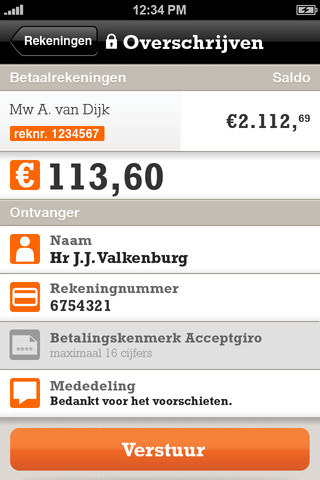 12:34 PM
Rekeningen
Overschrijven
Betaalrekeningen Saldo
Mw A. van Dijk
€2.112,69
reknr. 1234567
€ 113,60
Ontvanger
Naam
Hr J.J. Valkenburg
Rekeningnummer
6754321
Betalingskenmerk Acceptgiro
maximaal 16 cijfers
Mededeling
Bedankt voor het voorschieten.
Verstuur